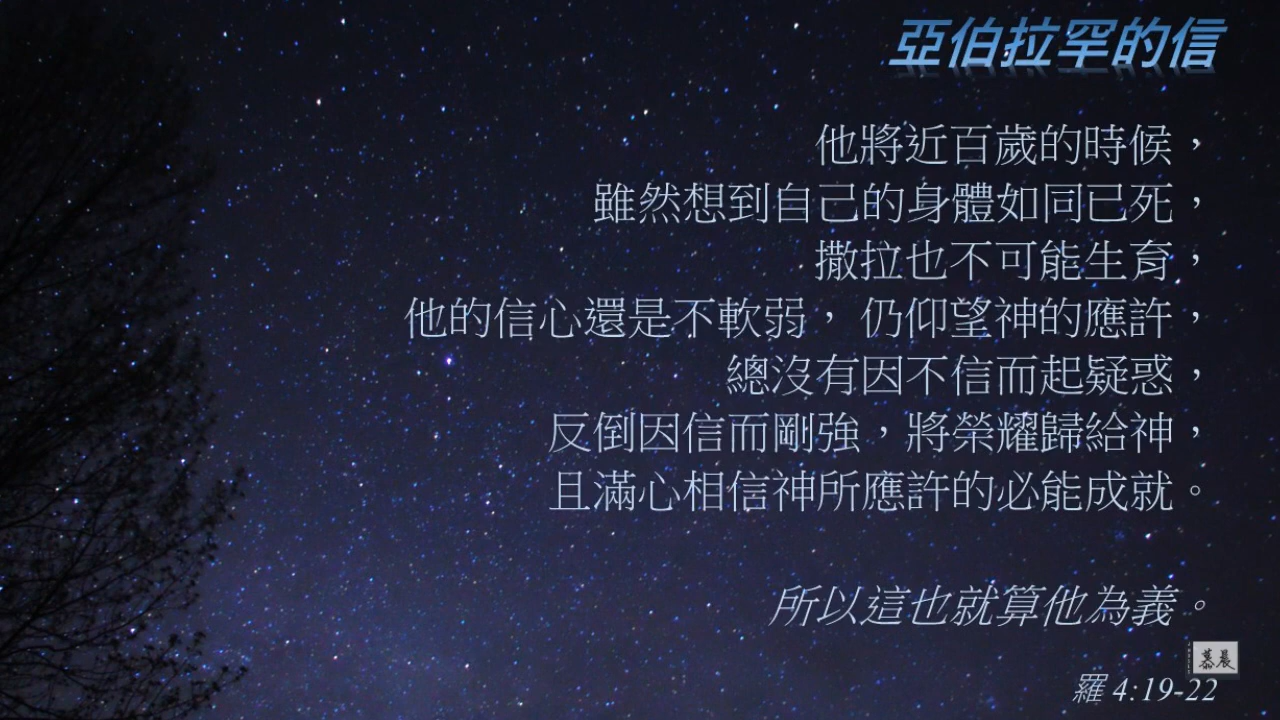 亞伯拉罕的信
他將近百歲的時候，
雖然想到自己的身體如同已死，
撒拉也不可能生育，
他的信心還是不軟弱， 仍仰望神的應許，
總沒有因不信而起疑惑，
反倒因信而剛強，將榮耀歸給神，
且滿心相信神所應許的必能成就。
所以這也就算他為義。
慕晨
羅 4:19-22